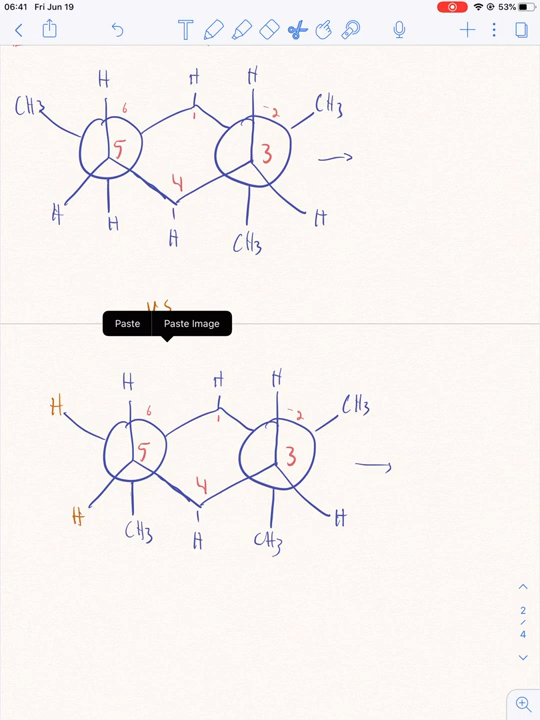 06:41 Fri Jun 19
53%
H H H
CH3 6 1 -2 CH3
5 3
4
H H H H
CH3
vs
Paste Paste Image
H H H
H 6 1 -2 CH3
5 3
4
H H H
CH3 CH3
2
/
4